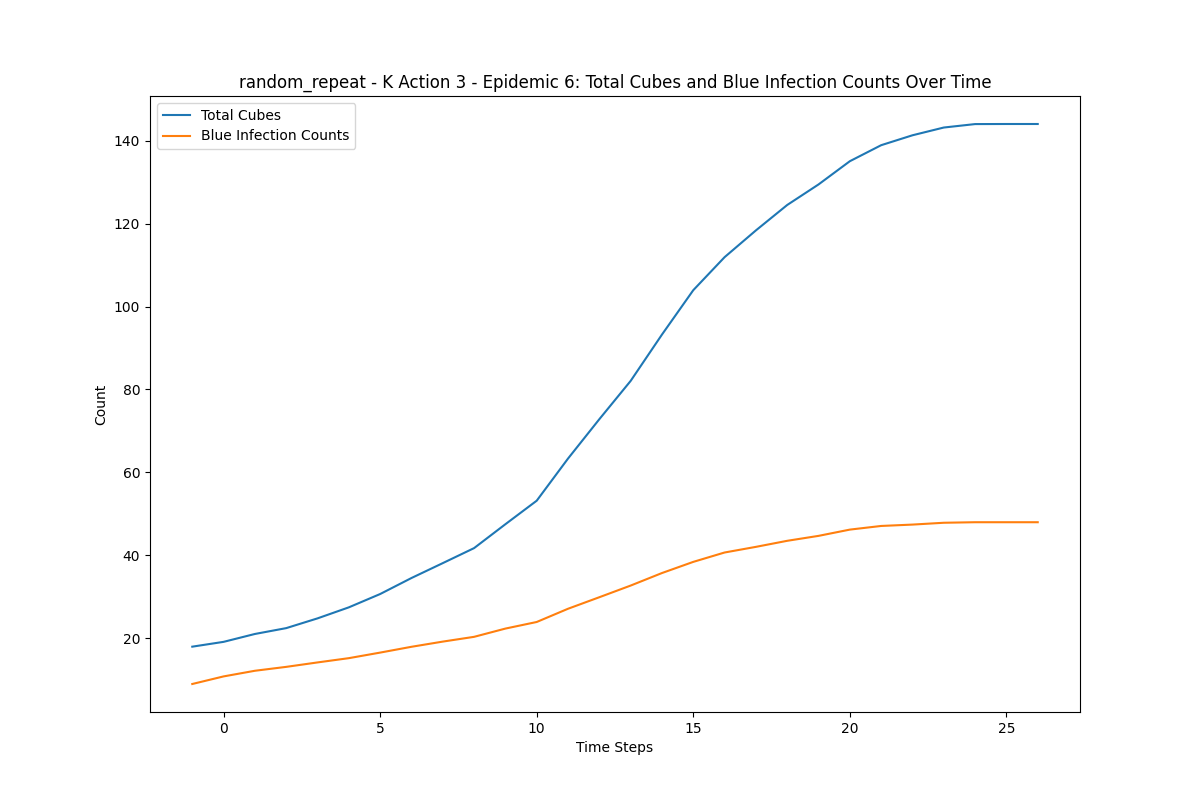 random_repeat - K Action 3 - Epidemic 6: Total Cubes and Blue Infection Counts Over Time
Total Cubes
Blue Infection Counts
140
120
100
80
60
40
20
Count
0 5 10 15 20 25
Time Steps